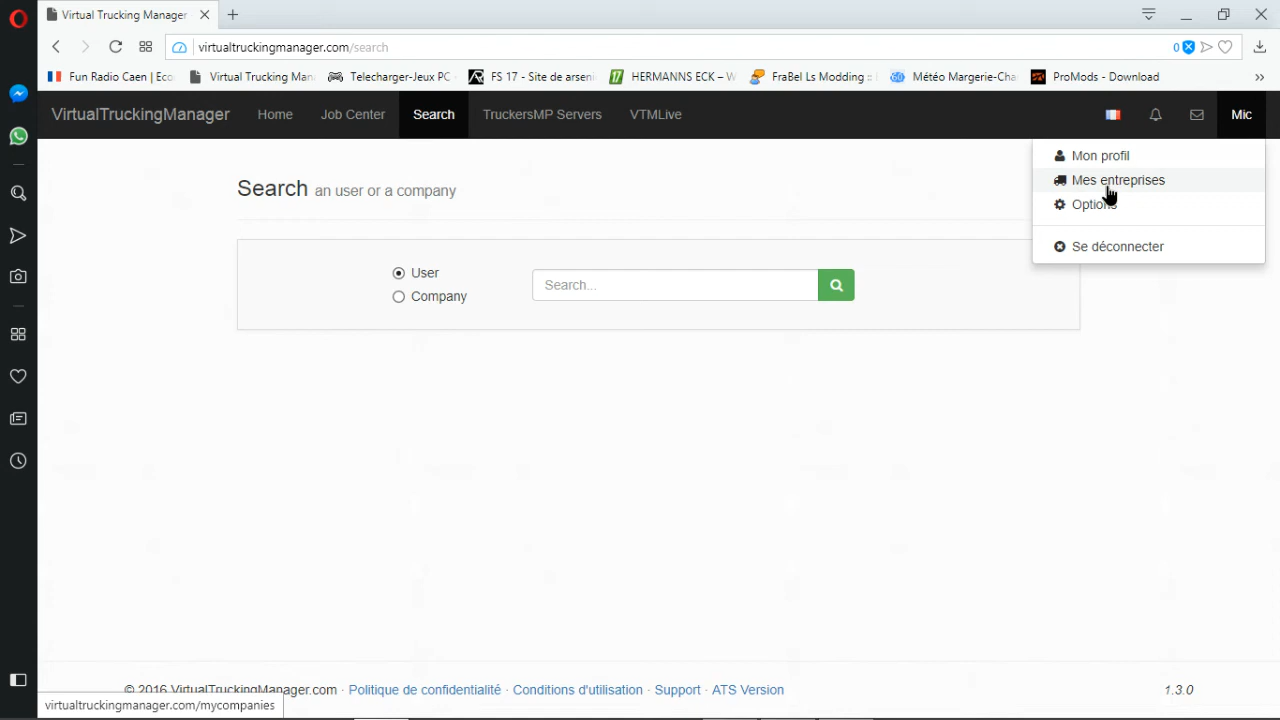 Virtual Trucking Manager
virtualtruckingmanager.com/search
0
Fun Radio Caen | Eco
Virtual Trucking Man
Telecharger-Jeux PC
FS 17 - Site de arseni
HERMANNS ECK – W
FraBel Ls Modding ::
Météo Margerie-Cha
ProMods - Download
»
VirtualTruckingManager
Home
Job Center
Search
TruckersMP Servers
VTMLive
Mic
Mon profil
Mes entreprises
Options
Se déconnecter
Search an user or a company
User
Company
Search...
© 2016 VirtualTruckingManager.com · Politique de confidentialité · Conditions d'utilisation · Support · ATS Version
1.3.0
virtualtruckingmanager.com/mycompanies